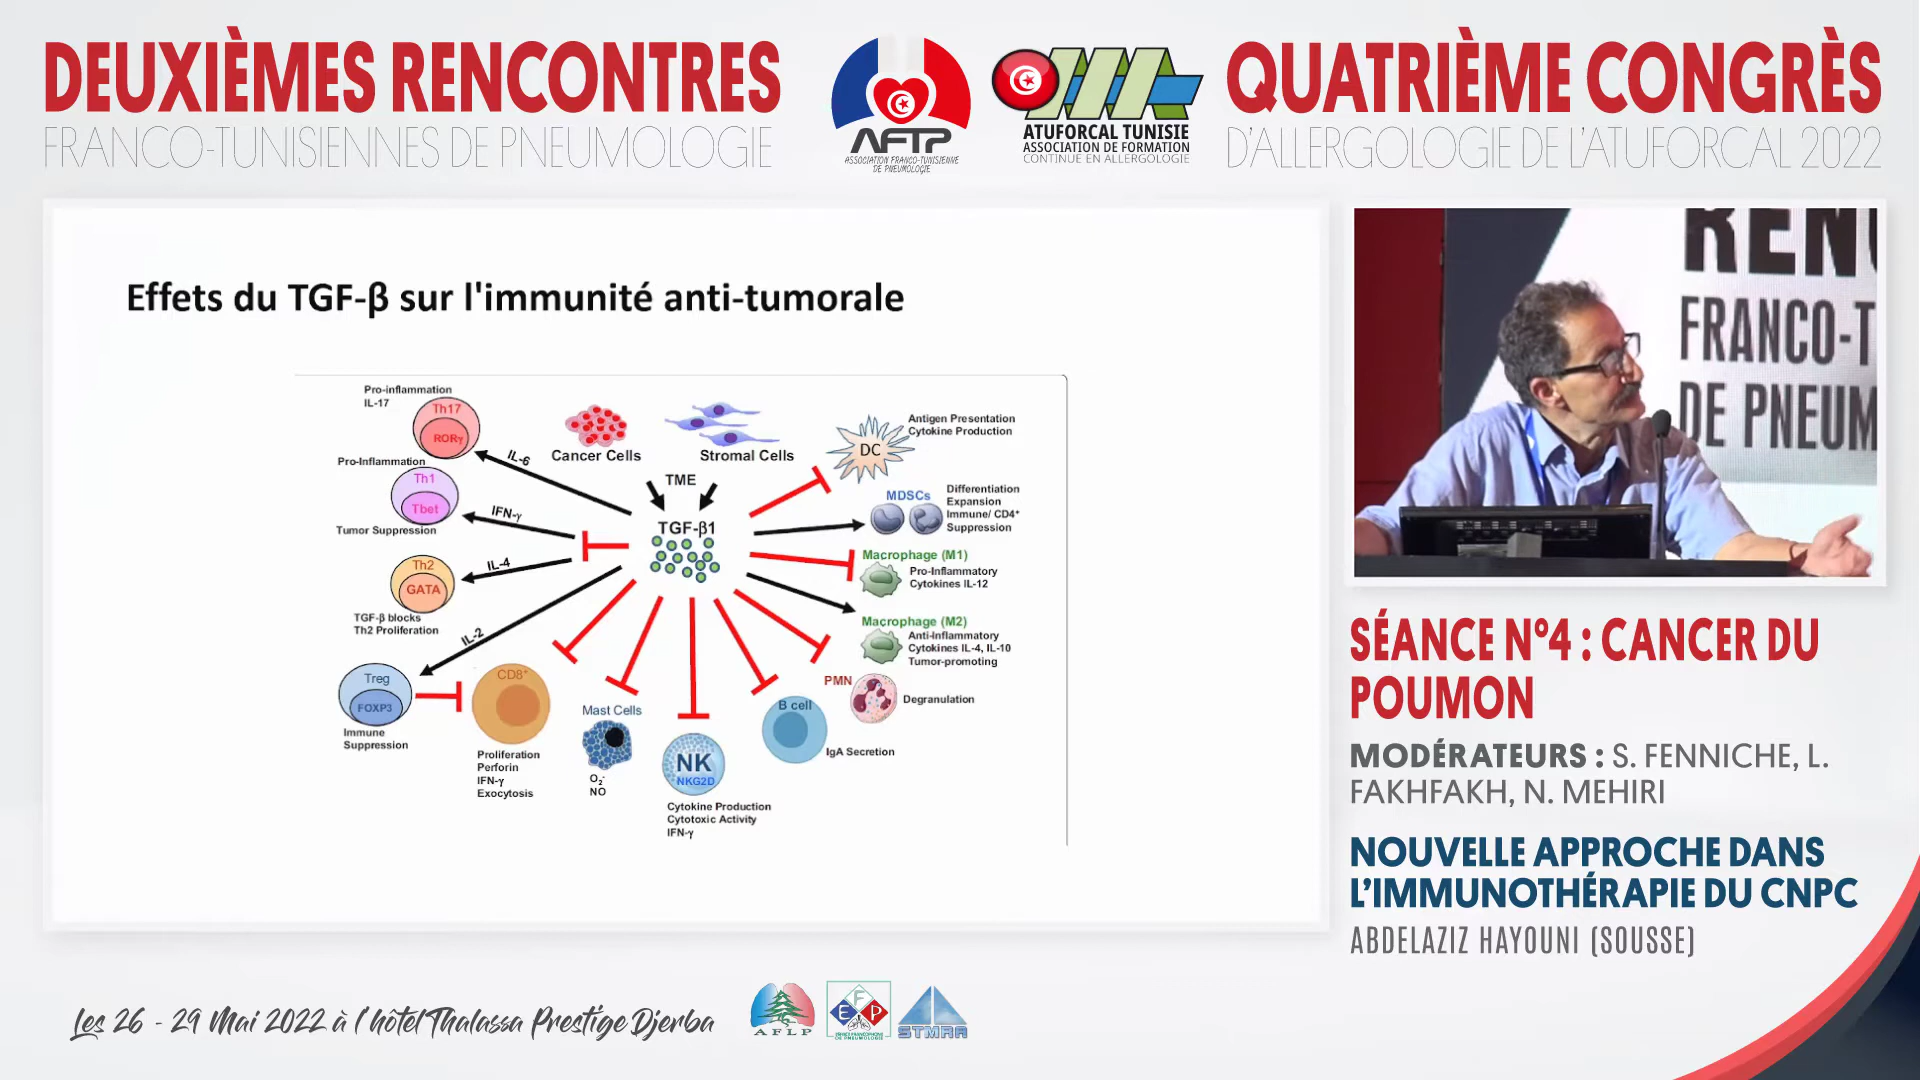 DEUXIÈMES RENCONTRES
FRANCO-TUNISIENNES DE PNEUMOLOGIE
AFTP
ASSOCIATION FRANCO-TUNISIENNE
DE PNEUMOLOGIE
ATUFORCAL TUNISIE
ASSOCIATION DE FORMATION
CONTINUE EN ALLERGOLOGIE
QUATRIÈME CONGRÈS
D'ALLERGOLOGIE DE L'ATUFORCAL 2022
Effets du TGF-β sur l'immunité anti-tumorale
Pro-inflammation
IL-17
Th17
RORγ
Pro-Inflammation
Th1
Tbet
Tumor Suppression
Th2
GATA
TGF-β blocks
Th2 Proliferation
Treg
FOXP3
Immune
Suppression
IL-6
IFN-γ
IL-4
IL-2
Cancer Cells
Stromal Cells
TME
TGF-β1
CD8⁺
Proliferation
Perforin
IFN-γ
Exocytosis
Mast Cells
O₂⁻
NO
NK
NKG2D
Cytokine Production
Cytotoxic Activity
IFN-γ
B cell
IgA Secretion
PMN
Degranulation
DC
Antigen Presentation
Cytokine Production
MDSCs
Differentiation
Expansion
Immune/ CD4⁺
Suppression
Macrophage (M1)
Pro-Inflammatory
Cytokines IL-12
Macrophage (M2)
Anti-Inflammatory
Cytokines IL-4, IL-10
Tumor-promoting
REN
FRANCO-T
DE PNEUM
SÉANCE N°4 : CANCER DU
POUMON
MODÉRATEURS : S. FENNICHE, L.
FAKHFAKH, N. MEHIRI
NOUVELLE APPROCHE DANS
L'IMMUNOTHÉRAPIE DU CNPC
ABDELAZIZ HAYOUNI (SOUSSE)
Les 26 - 29 Mai 2022 à l'hôtel Thalassa Prestige Djerba
AFLP
EFP
ESPACE FRANCOPHONE
DE PNEUMOLOGIE
STMRA